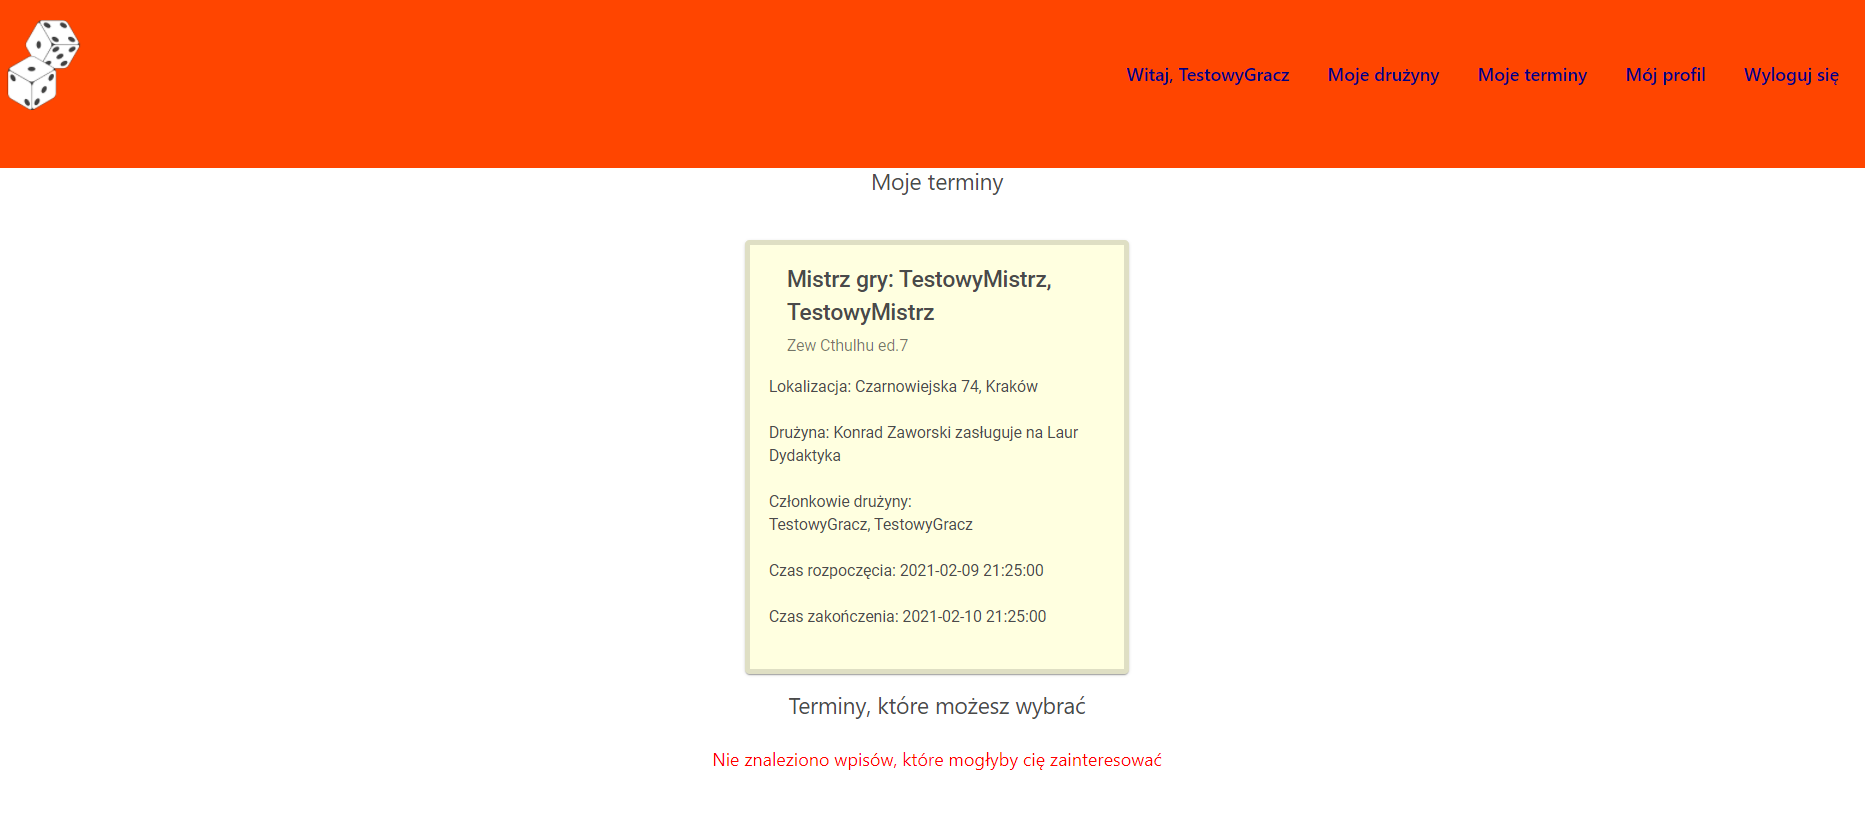 Witaj, TestowyGracz Moje drużyny Moje terminy Mój profil Wyloguj się
Moje terminy
Mistrz gry: TestowyMistrz,
TestowyMistrz
Zew Cthulhu ed.7
Lokalizacja: Czarnowiejska 74, Kraków
Drużyna: Konrad Zaworski zasługuje na Laur
Dydaktyka
Członkowie drużyny:
TestowyGracz, TestowyGracz
Czas rozpoczęcia: 2021-02-09 21:25:00
Czas zakończenia: 2021-02-10 21:25:00
Terminy, które możesz wybrać
Nie znaleziono wpisów, które mogłyby cię zainteresować